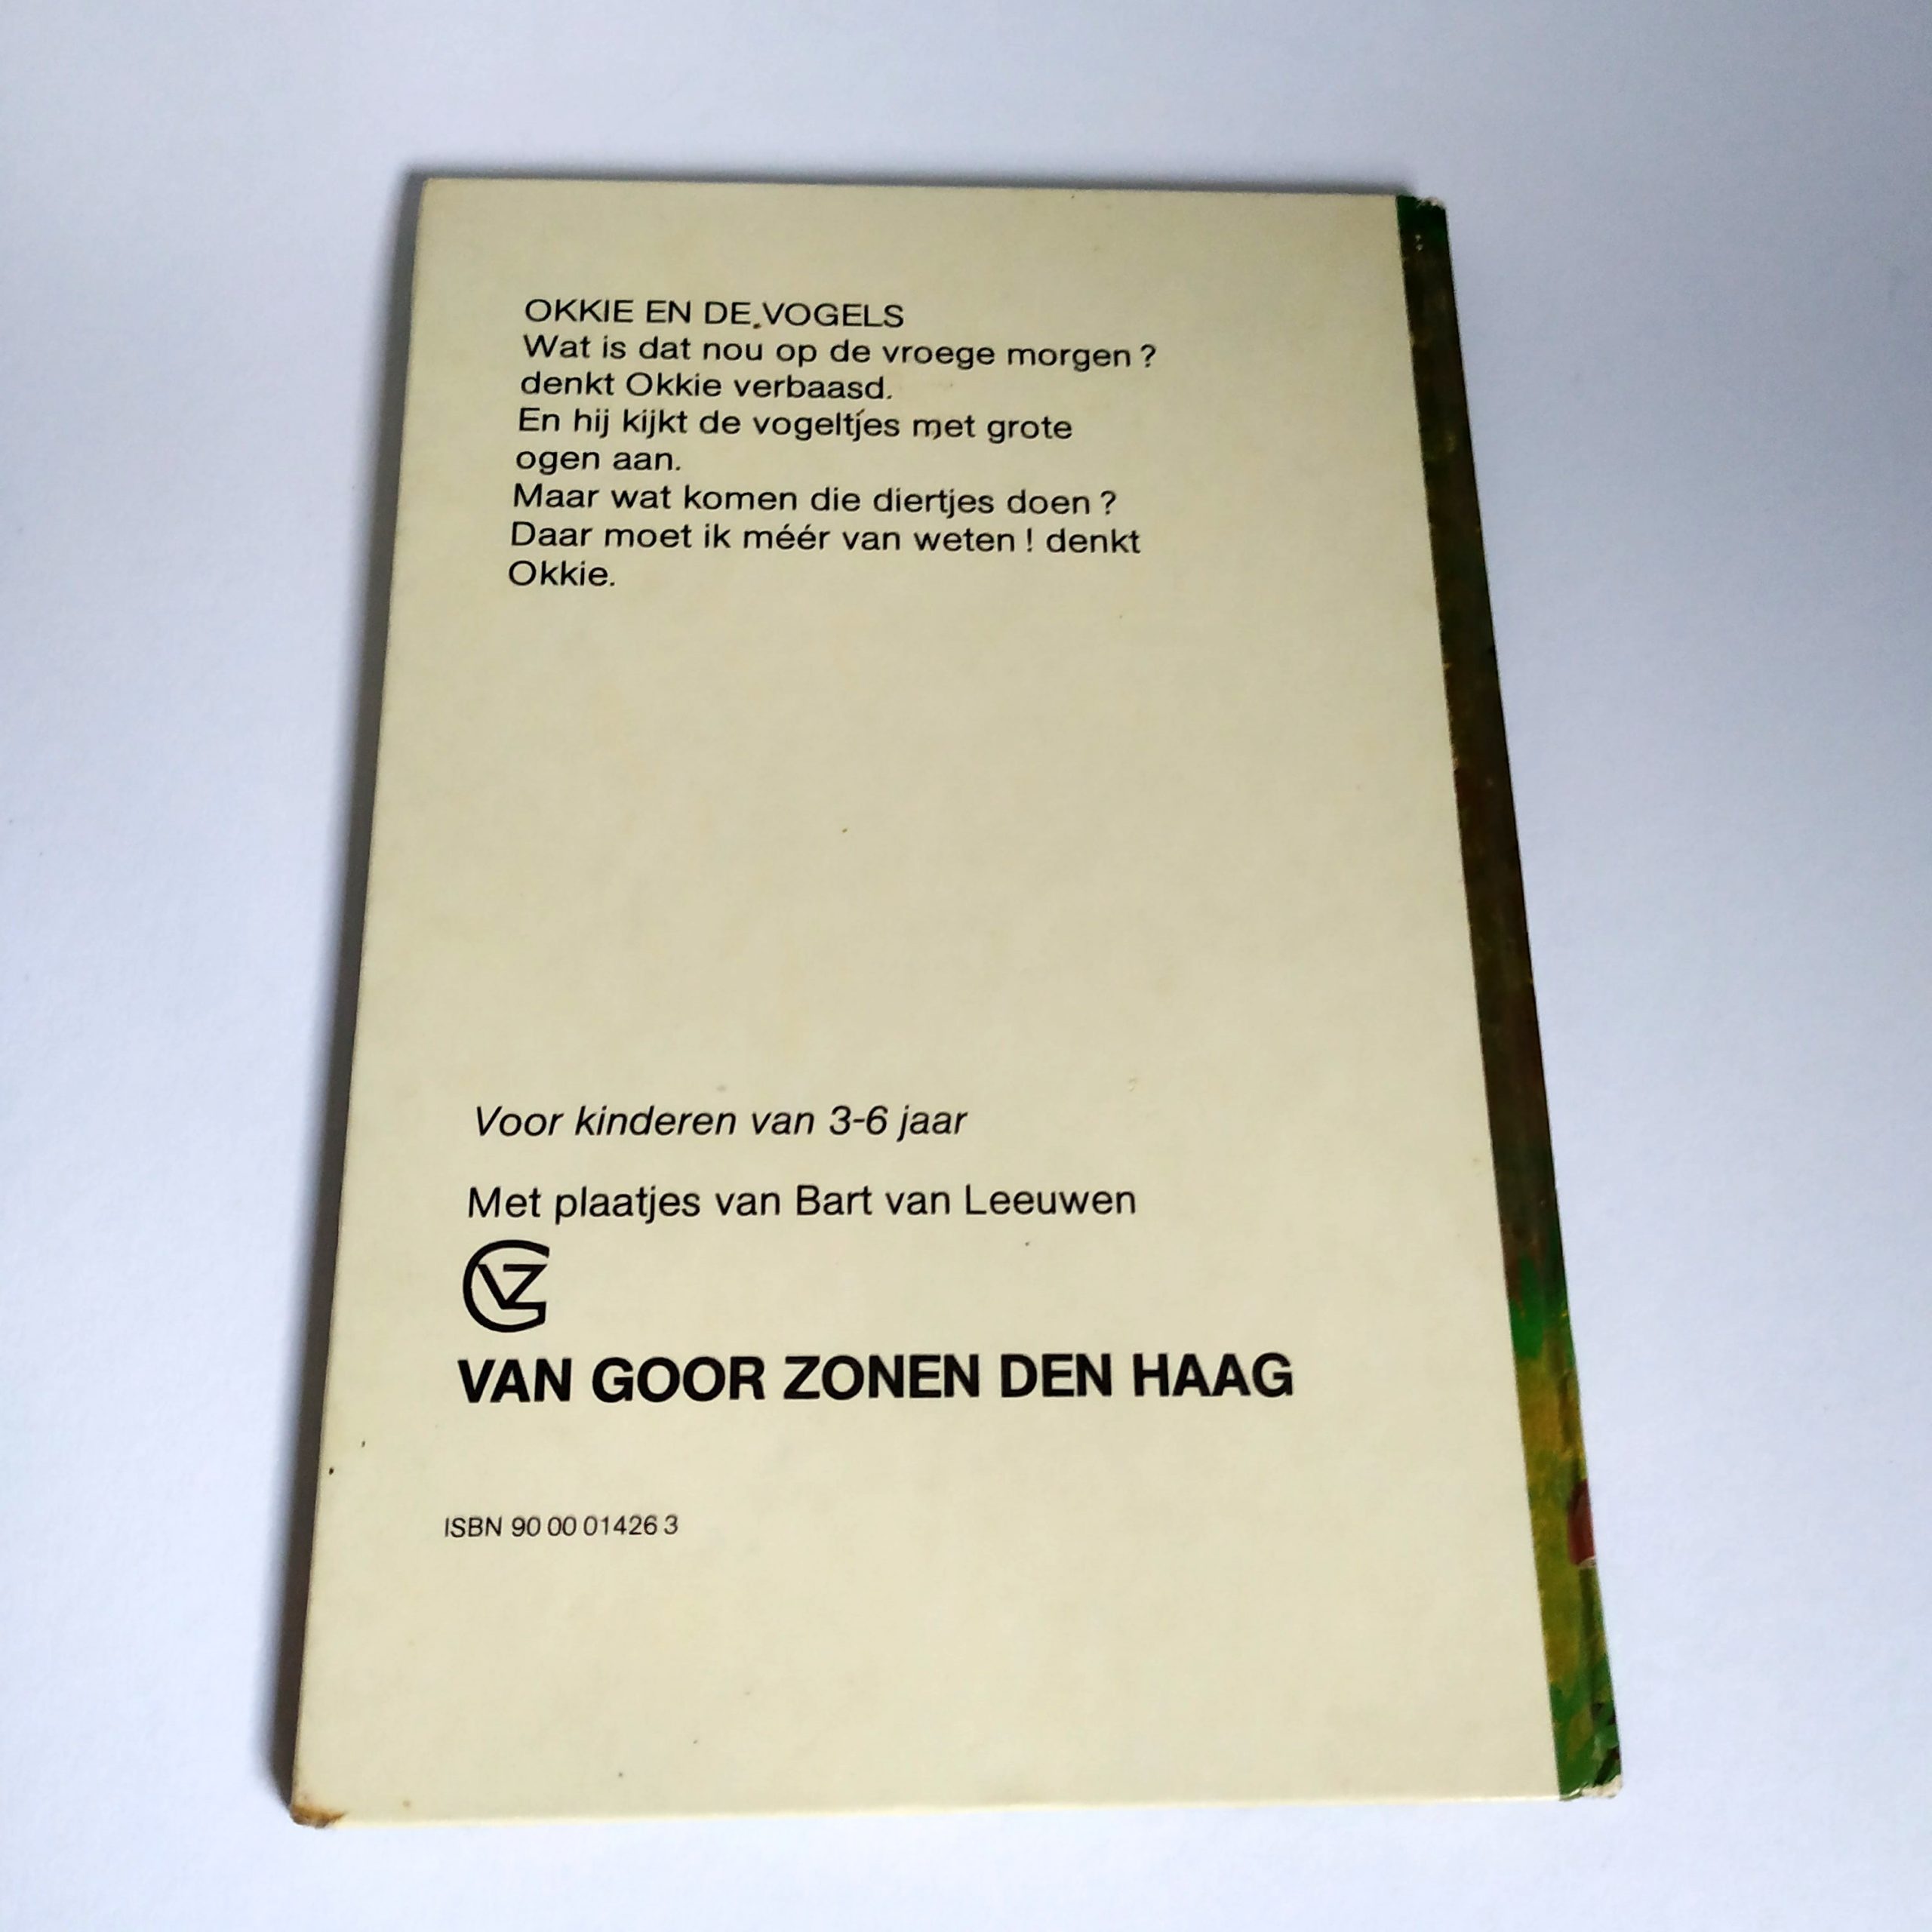 OKKIE EN DE VOGELS
Wat is dat nou op de vroege morgen?
denkt Okkie verbaasd.
En hij kijkt de vogeltjes met grote
ogen aan.
Maar wat komen die diertjes doen?
Daar moet ik méér van weten! denkt
Okkie.
Voor kinderen van 3-6 jaar
Met plaatjes van Bart van Leeuwen
GVZ
VAN GOOR ZONEN DEN HAAG
ISBN 90 00 01426 3